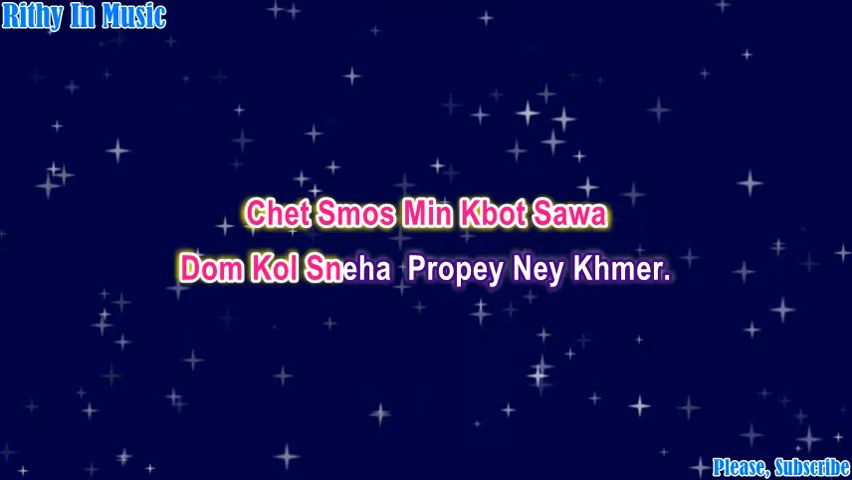 Rithy In Music
Chet Smos Min Kbot Sawa
Dom Kol Sneha Propey Ney Khmer.
Please, Subscribe